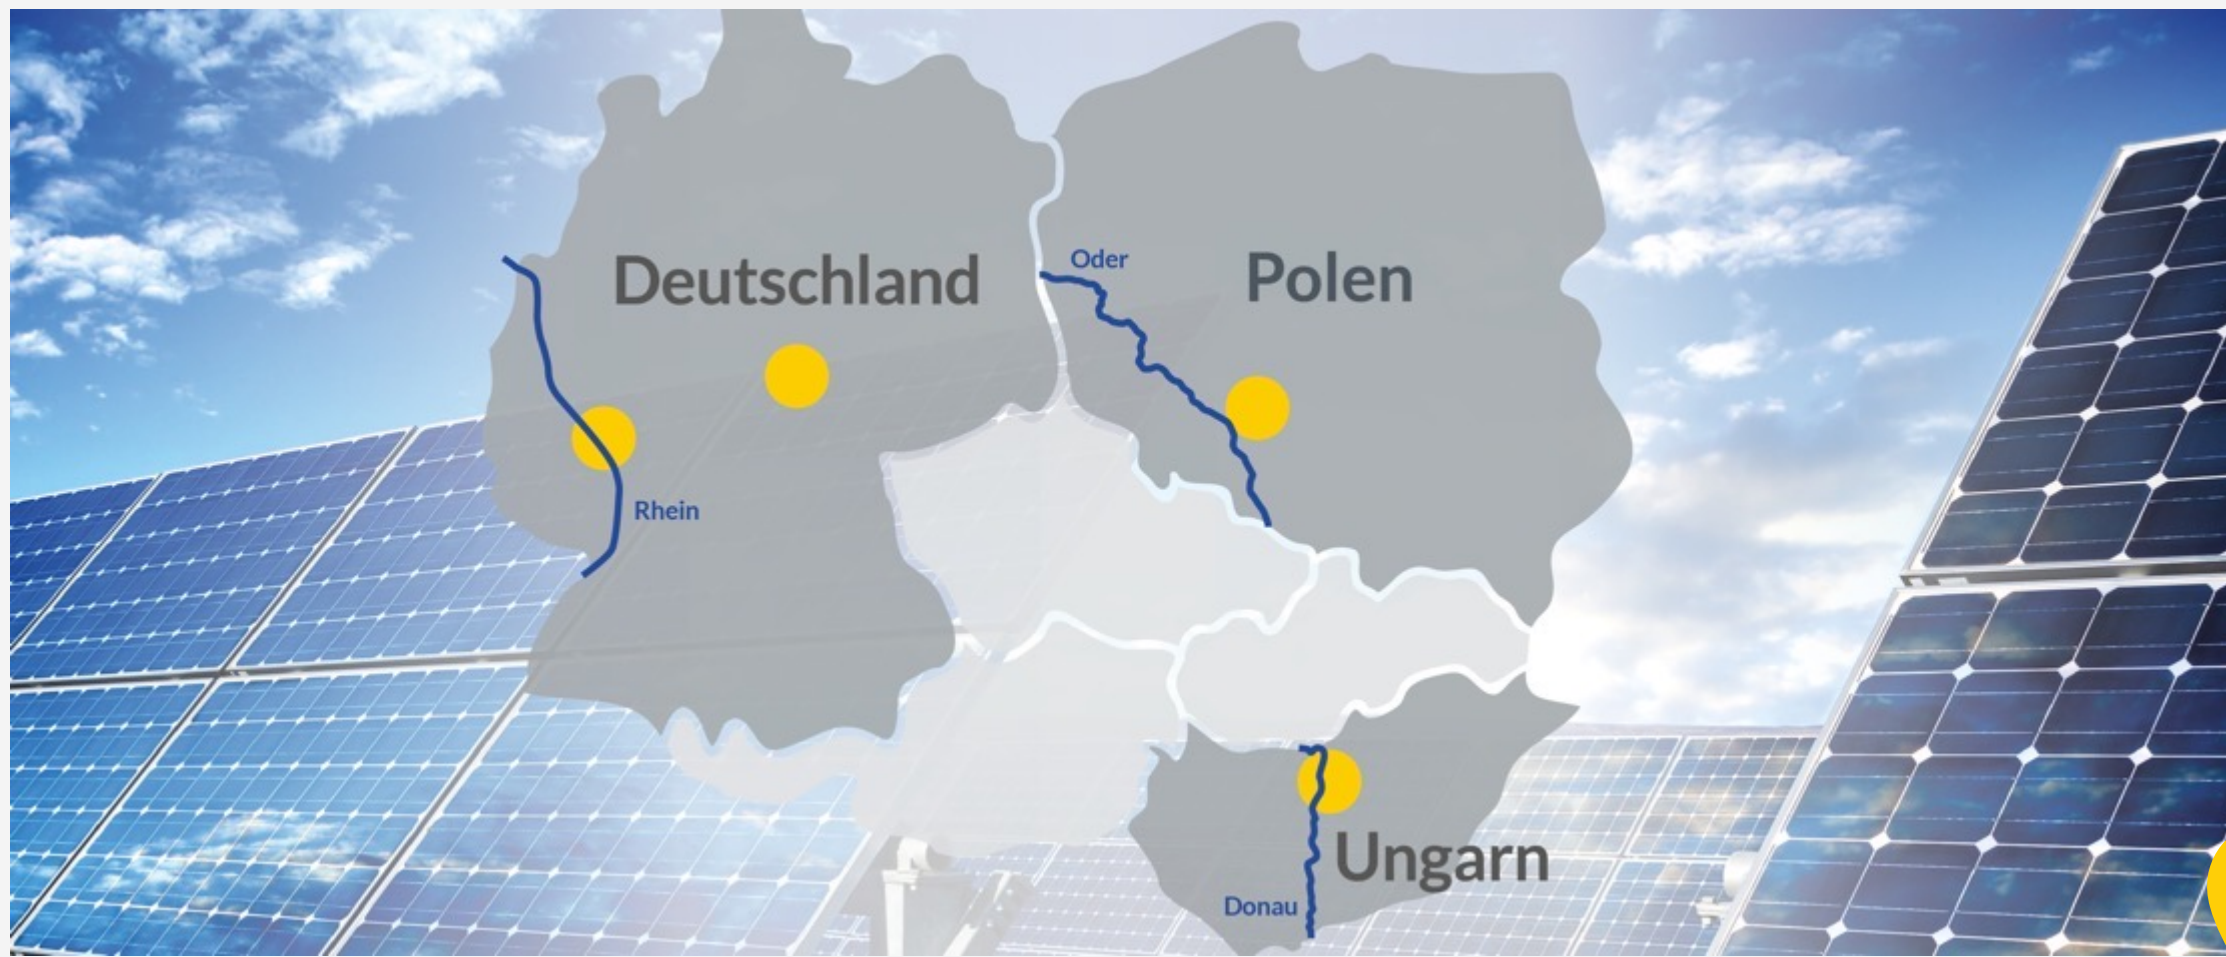 Deutschland
Oder
Polen
Rhein
Ungarn
Donau